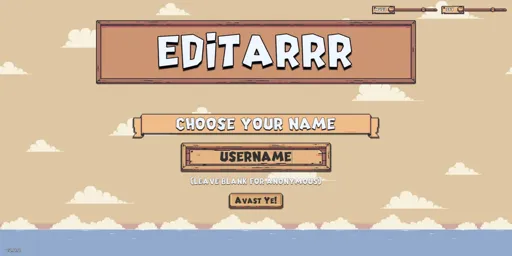 EDITARRR
CHOOSE YOUR NAME
USERNAME
(LEAVE BLANK FOR ANONYMOUS)
AVAST YE!